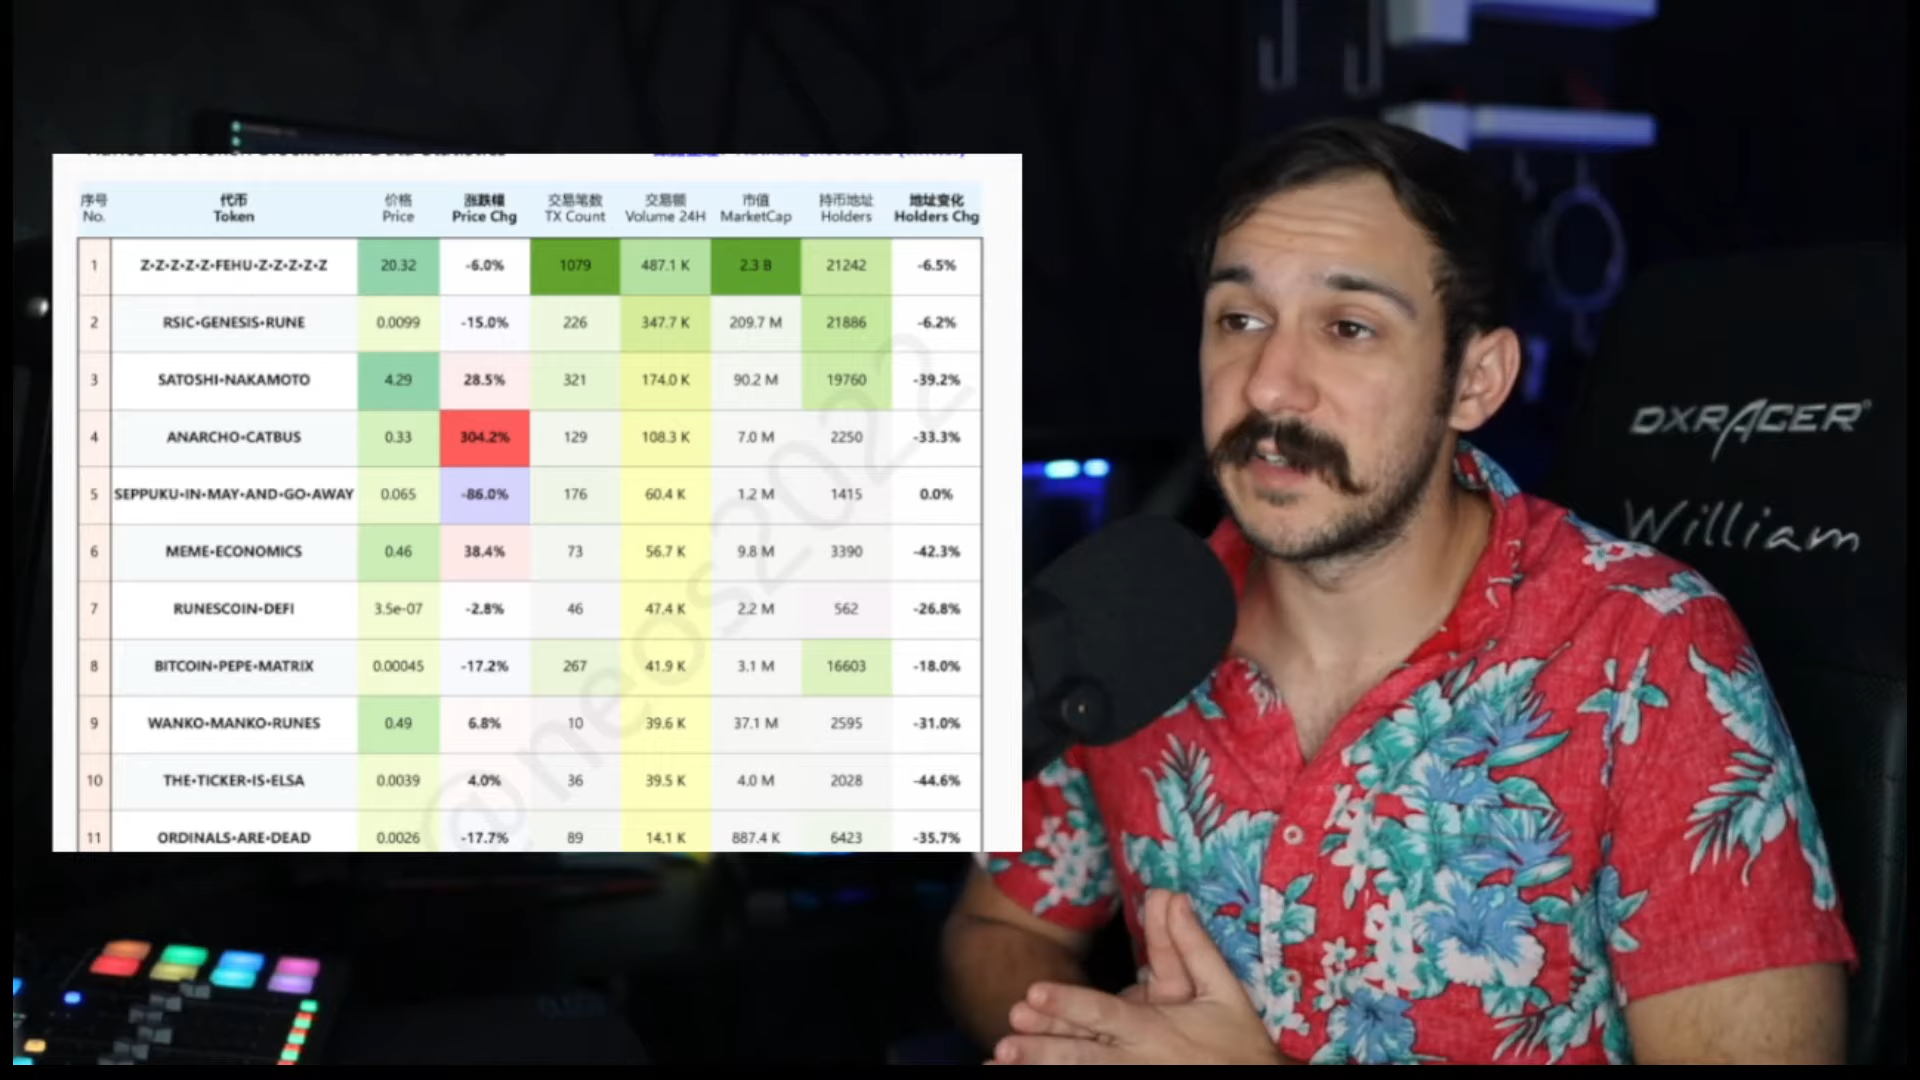 序号 代币 价格 涨跌幅 交易笔数 交易额 市值 持币地址 地址变化
No. Token Price Price Chg TX Count Volume 24H MarketCap Holders Holders Chg
1 Z•Z•Z•Z•Z•FEHU•Z•Z•Z•Z•Z 20.32 -6.0% 1079 487.1 K 2.3 B 21242 -6.5%
2 RSIC•GENESIS•RUNE 0.0099 -15.0% 226 347.7 K 209.7 M 21886 -6.2%
3 SATOSHI•NAKAMOTO 4.29 28.5% 321 174.0 K 90.2 M 19760 -39.2%
4 ANARCHO•CATBUS 0.33 304.2% 129 108.3 K 7.0 M 2250 -33.3%
5 SEPPUKU•IN•MAY•AND•GO•AWAY 0.065 -86.0% 176 60.4 K 1.2 M 1415 0.0%
6 MEME•ECONOMICS 0.46 38.4% 73 56.7 K 9.8 M 3390 -42.3%
7 RUNESCOIN•DEFI 3.5e-07 -2.8% 46 47.4 K 2.2 M 562 -26.8%
8 BITCOIN•PEPE•MATRIX 0.00045 -17.2% 267 41.9 K 3.1 M 16603 -18.0%
9 WANKO•MANKO•RUNES 0.49 6.8% 10 39.6 K 37.1 M 2595 -31.0%
10 THE•TICKER•IS•ELSA 0.0039 4.0% 36 39.5 K 4.0 M 2028 -44.6%
11 ORDINALS•ARE•DEAD 0.0026 -17.7% 89 14.1 K 887.4 K 6423 -35.7%
@neos2022
DXRACER®
William